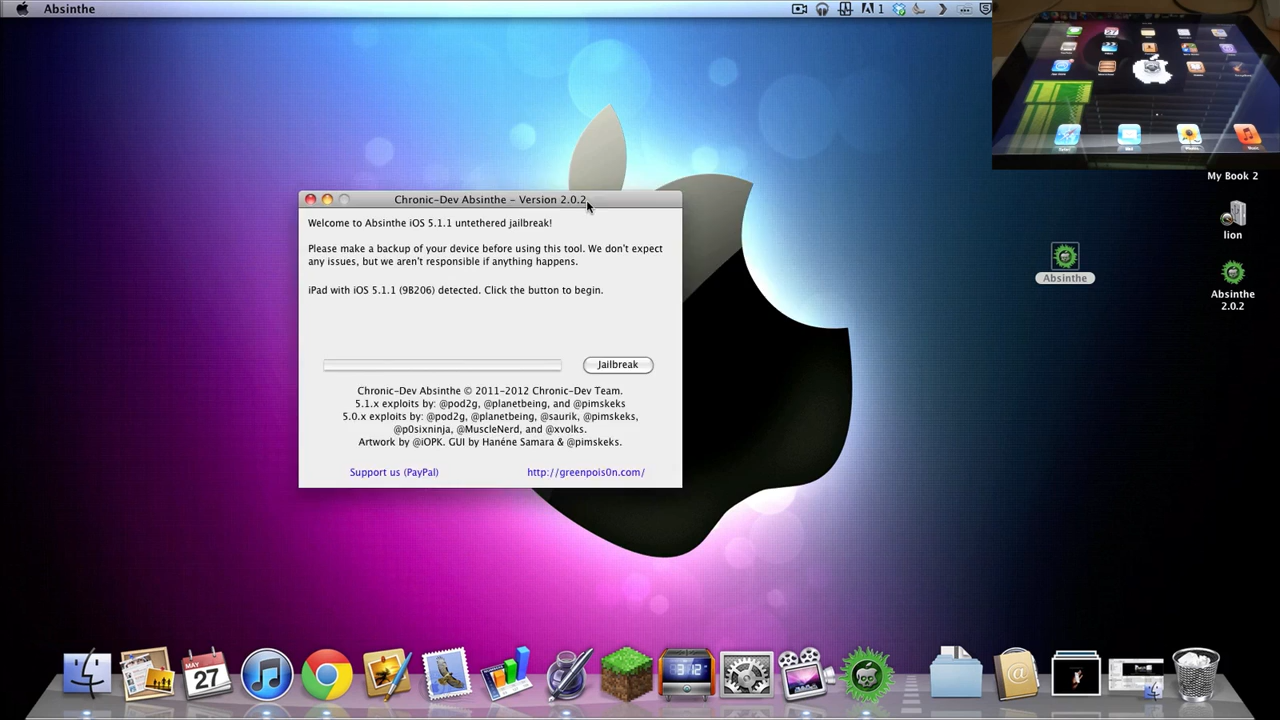 Absinthe
1
Chronic-Dev Absinthe – Version 2.0.2
Welcome to Absinthe iOS 5.1.1 untethered jailbreak!
Please make a backup of your device before using this tool. We don't expect
any issues, but we aren't responsible if anything happens.
iPad with iOS 5.1.1 (9B206) detected. Click the button to begin.
Jailbreak
Chronic-Dev Absinthe © 2011-2012 Chronic-Dev Team.
5.1.x exploits by: @pod2g, @planetbeing, and @pimskeks
5.0.x exploits by: @pod2g, @planetbeing, @saurik, @pimskeks,
@p0sixninja, @MuscleNerd, and @xvolks.
Artwork by @iOPK. GUI by Hanéne Samara & @pimskeks.
Support us (PayPal)
http://greenpois0n.com/
My Book 2
lion
Absinthe
Absinthe
2.0.2
MAY
27